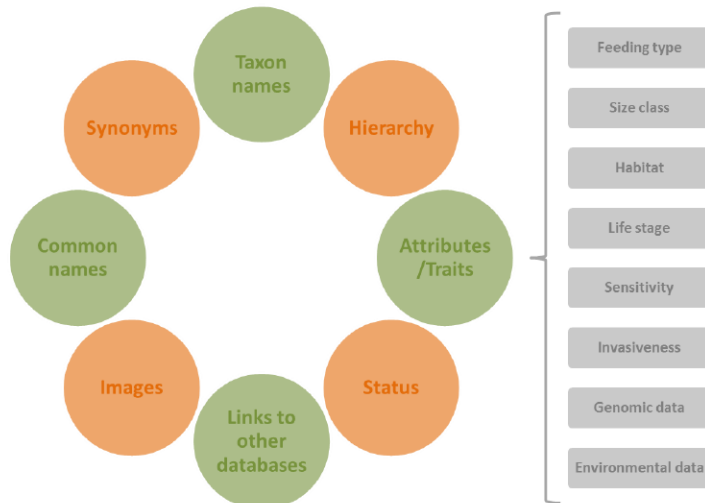 Taxon
names
Hierarchy
Attributes
/Traits
Status
Links to
other
databases
Images
Common
names
Synonyms
Feeding type
Size class
Habitat
Life stage
Sensitivity
Invasiveness
Genomic data
Environmental data